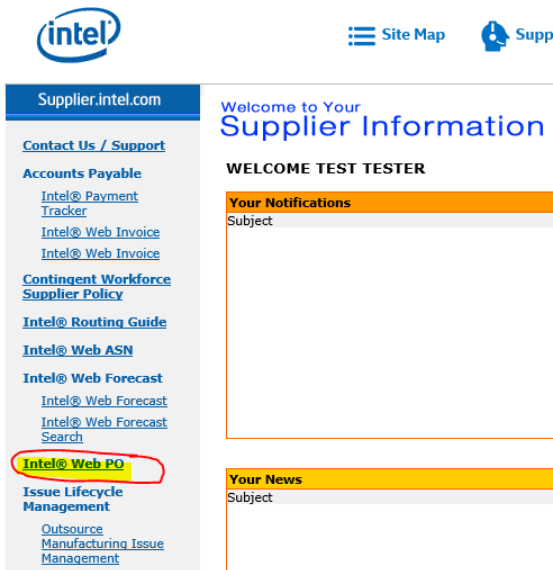 intel
Site Map
Supp
Supplier.intel.com
Contact Us / Support
Accounts Payable
Intel® Payment
Tracker
Intel® Web Invoice
Intel® Web Invoice
Contingent Workforce
Supplier Policy
Intel® Routing Guide
Intel® Web ASN
Intel® Web Forecast
Intel® Web Forecast
Intel® Web Forecast
Search
Intel® Web PO
Issue Lifecycle
Management
Outsource
Manufacturing Issue
Management
Welcome to Your
Supplier Information
WELCOME TEST TESTER
Your Notifications
Subject
Your News
Subject